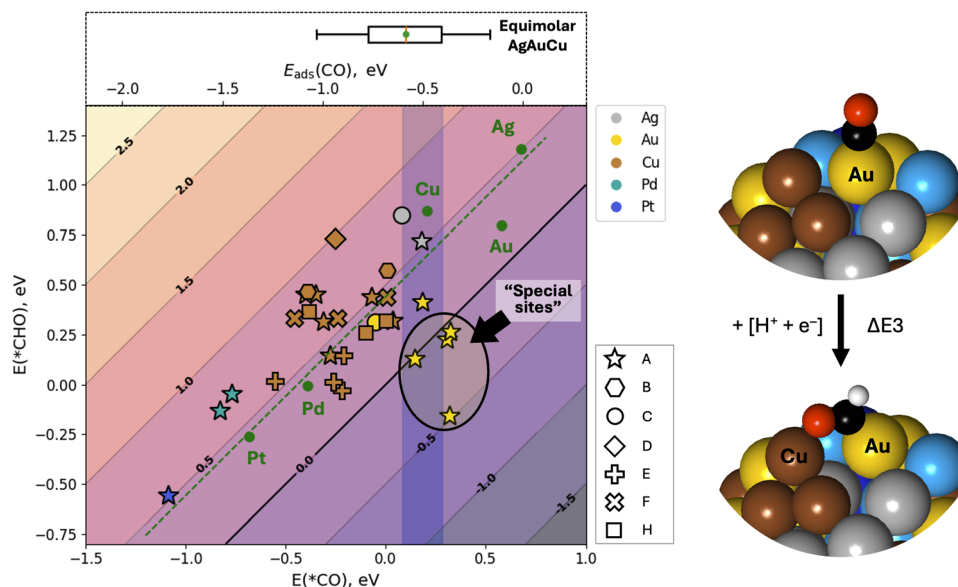 Equimolar
AgAuCu
E_ads(CO), eV
−2.0 −1.5 −1.0 −0.5 0.0
E(*CHO), eV
1.25
1.00
0.75
0.50
0.25
0.00
−0.25
−0.50
−0.75
2.5
2.0
1.5
1.0
0.5
0.0
-0.5
-1.0
-1.5
Ag
Cu
Au
Pd
Pt
“Special
sites”
−1.5 −1.0 −0.5 0.0 0.5 1.0
E(*CO), eV
Ag
Au
Cu
Pd
Pt
A
B
C
D
E
F
H
Au
+ [H⁺ + e⁻] ΔE3
Cu Au